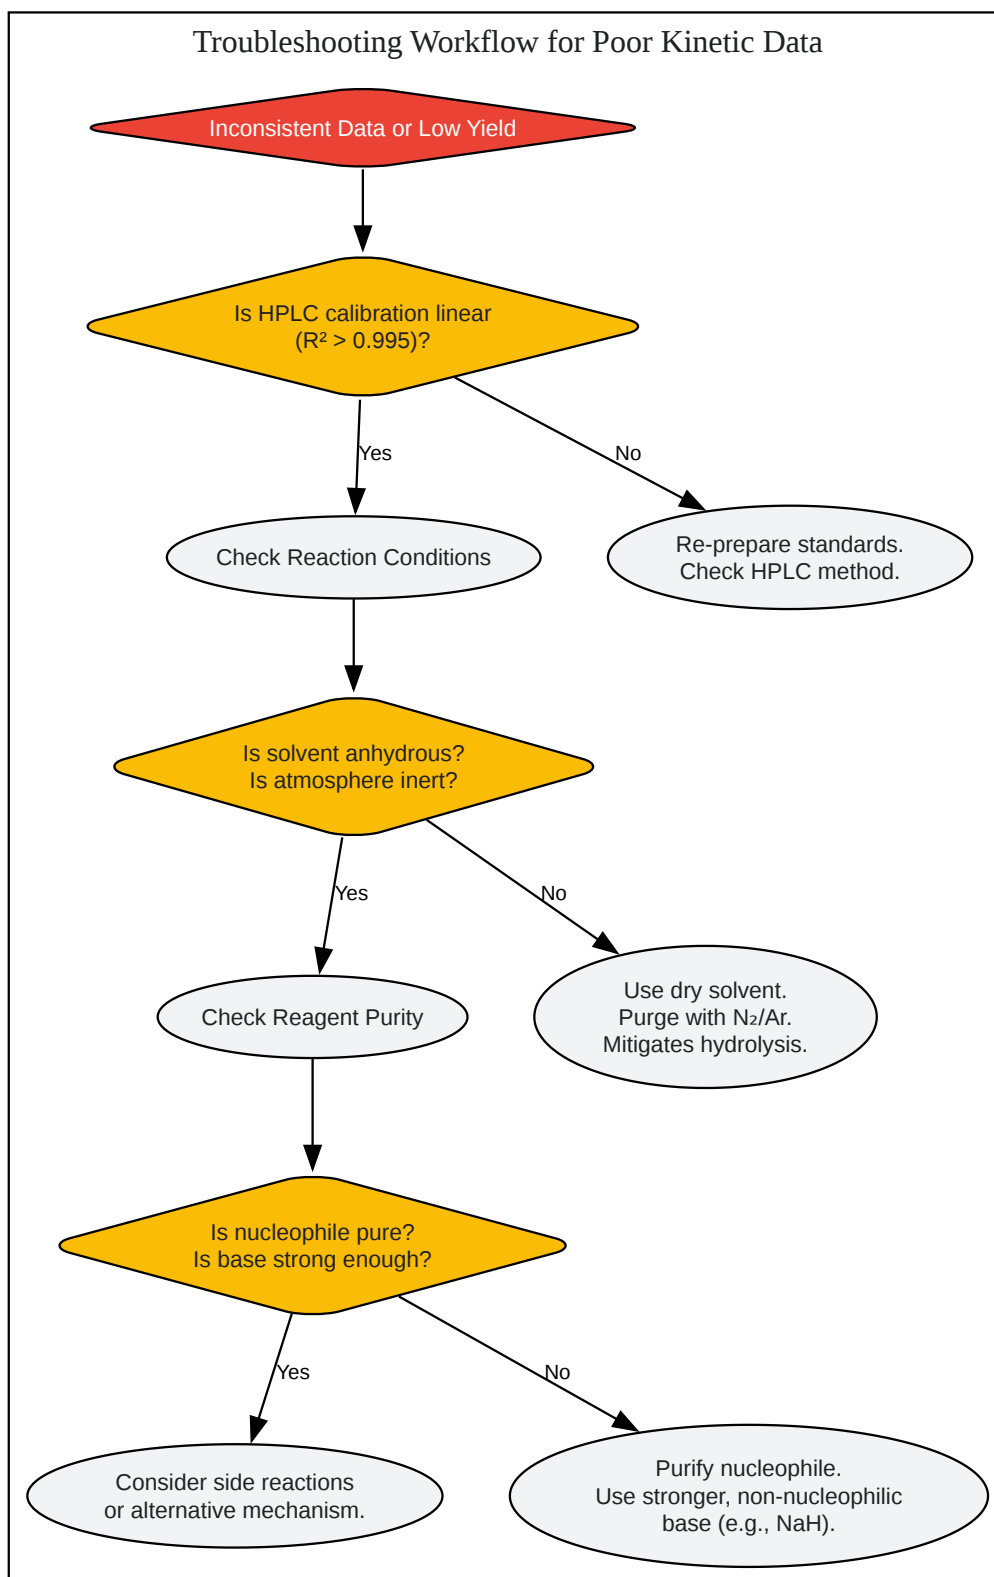 Troubleshooting Workflow for Poor Kinetic Data
Inconsistent Data or Low Yield
Is HPLC calibration linear
(R² > 0.995)?
Yes
No
Check Reaction Conditions
Re-prepare standards.
Check HPLC method.
Is solvent anhydrous?
Is atmosphere inert?
Yes
No
Check Reagent Purity
Use dry solvent.
Purge with N₂/Ar.
Mitigates hydrolysis.
Is nucleophile pure?
Is base strong enough?
Yes
No
Consider side reactions
or alternative mechanism.
Purify nucleophile.
Use stronger, non-nucleophilic
base (e.g., NaH).